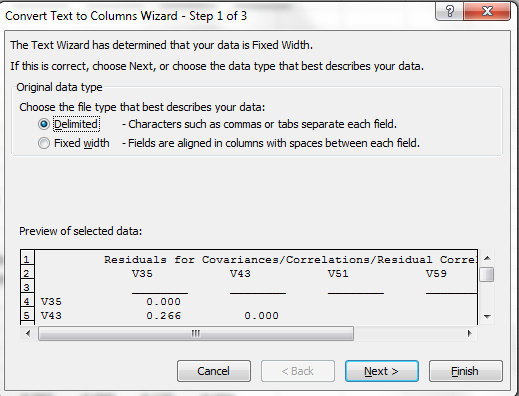 Convert Text to Columns Wizard - Step 1 of 3
The Text Wizard has determined that your data is Fixed Width.
If this is correct, choose Next, or choose the data type that best describes your data.
Original data type
Choose the file type that best describes your data:
Delimited - Characters such as commas or tabs separate each field.
Fixed width - Fields are aligned in columns with spaces between each field.
Preview of selected data:
1 Residuals for Covariances/Correlations/Residual Corre
2 V35 V43 V51 V59
3 ________ ________ ________ ________
4 V35 0.000
5 V43 0.266 0.000
Cancel < Back Next > Finish